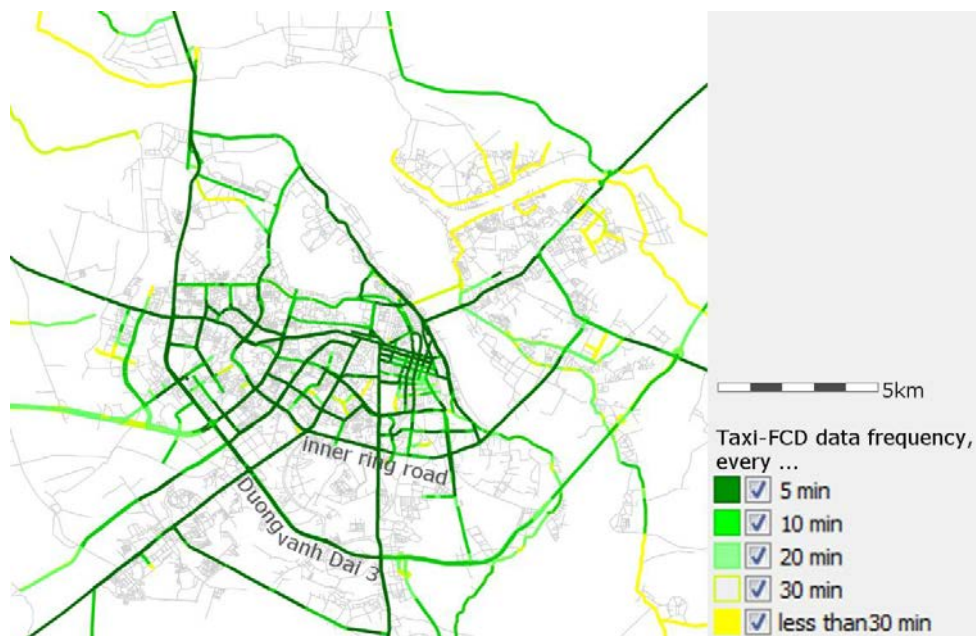 inner ring road
Duongvanh Dai 3
5km
Taxi-FCD data frequency,
every ...
5 min
10 min
20 min
30 min
less than30 min